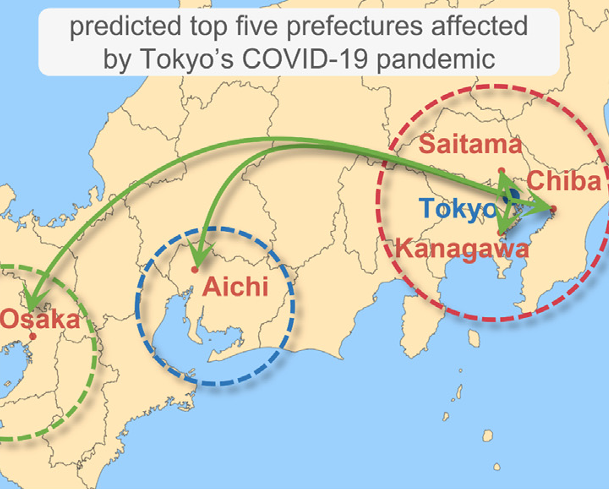 predicted top five prefectures affected
by Tokyo's COVID-19 pandemic
Saitama
Chiba
Tokyo
Kanagawa
Aichi
Osaka